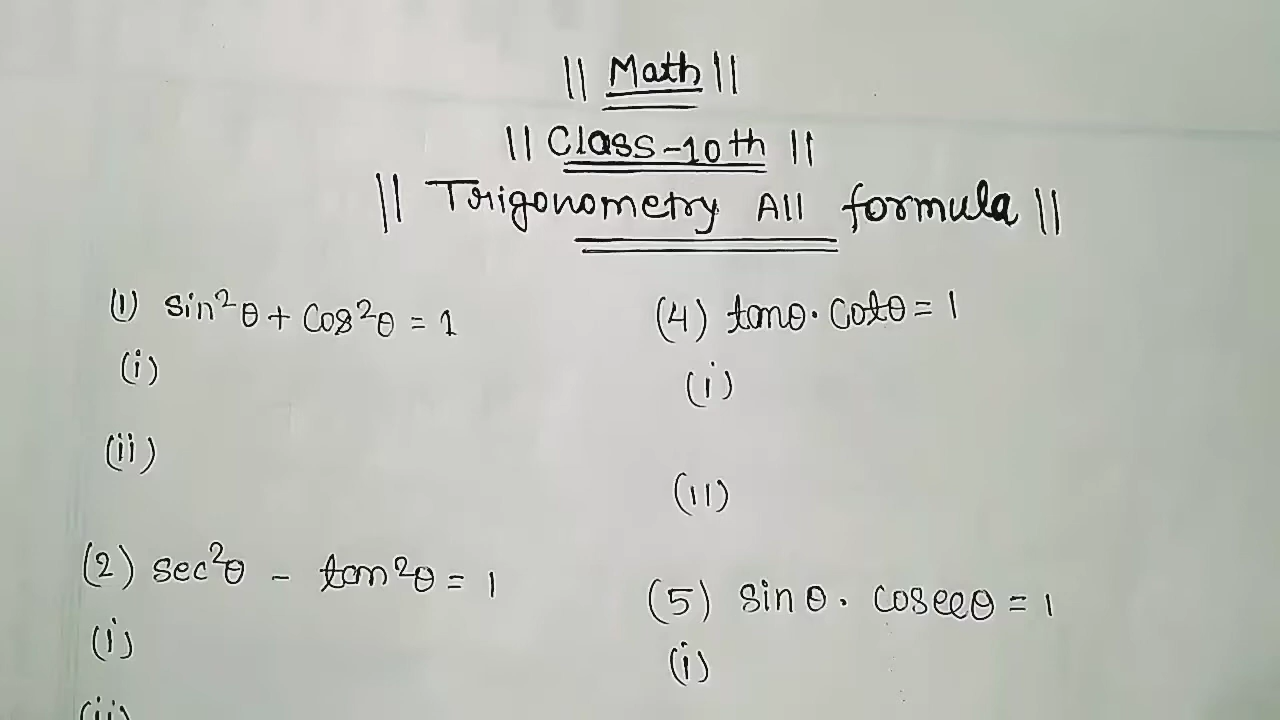 || Math ||
|| Class-10th ||
|| Trigonometry All formula ||
(1) sin²θ + cos²θ = 1
(i)
(ii)
(2) sec²θ - tan²θ = 1
(i)
(ii)
(4) tanθ · cotθ = 1
(i)
(ii)
(5) sinθ · cosecθ = 1
(i)